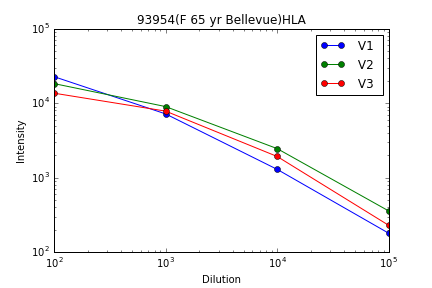 93954(F 65 yr Bellevue)HLA
10^5
10^4
10^3
10^2
Intensity
V1
V2
V3
10^2 10^3 10^4 10^5
Dilution